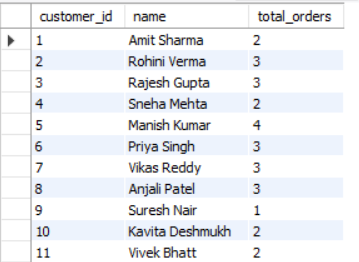 customer_id name total_orders
1 Amit Sharma 2
2 Rohini Verma 3
3 Rajesh Gupta 3
4 Sneha Mehta 2
5 Manish Kumar 4
6 Priya Singh 3
7 Vikas Reddy 3
8 Anjali Patel 3
9 Suresh Nair 1
10 Kavita Deshmukh 2
11 Vivek Bhatt 2